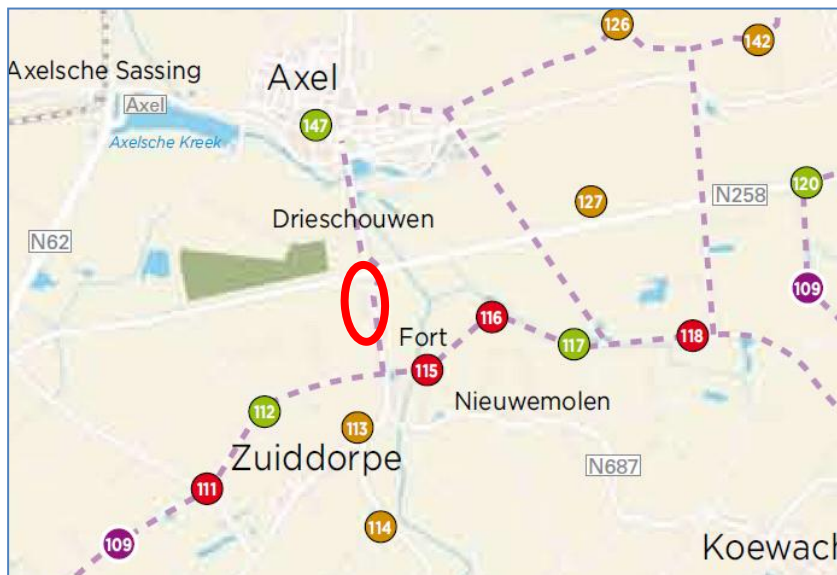 126
142
Axelsche Sassing
Axel
Axel
147
Axelsche Kreek
120
N258
127
Drieschouwen
N62
109
116
Fort
118
117
115
Nieuwemolen
112
113
Zuiddorpe
N687
111
114
109
Koewach